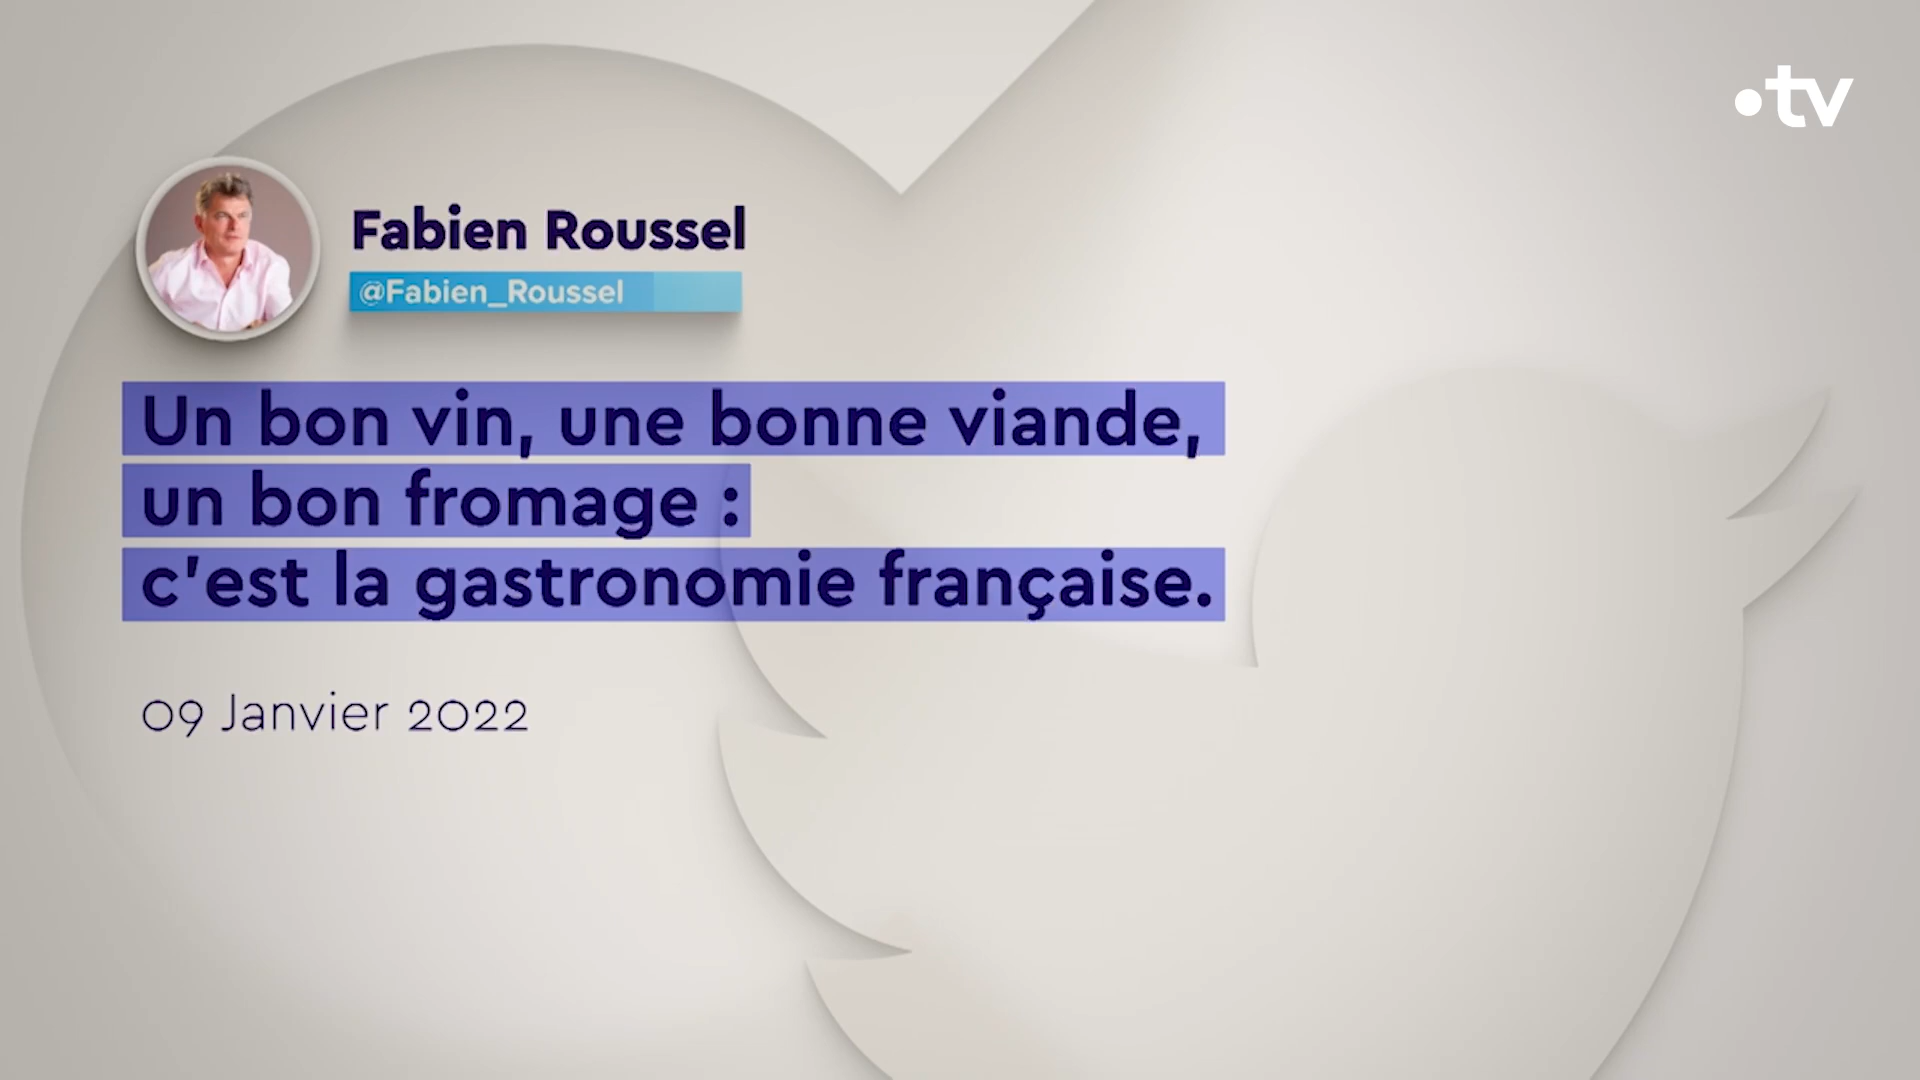 .tv
Fabien Roussel
@Fabien_Roussel
Un bon vin, une bonne viande,
un bon fromage :
c'est la gastronomie française.
09 Janvier 2022